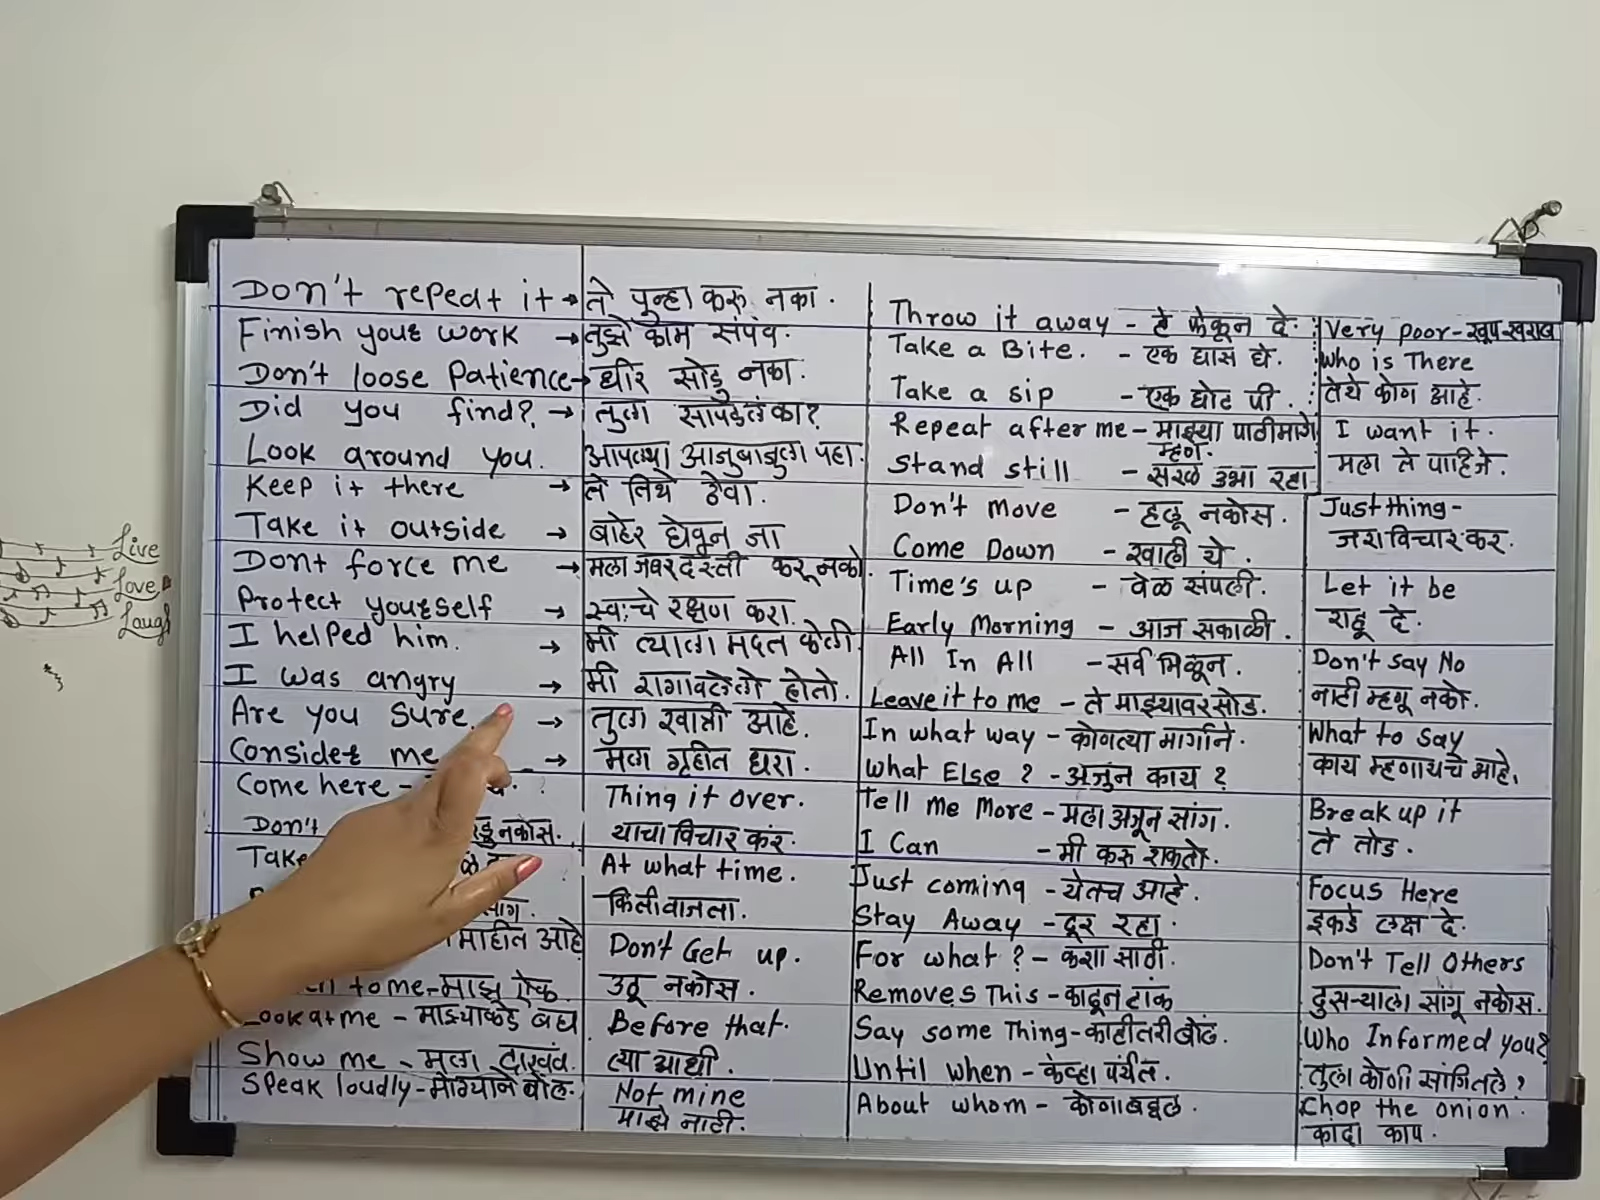 Don't repeat it → ते पुन्हा करू नका.
Finish your work → तुझे काम संपंव.
Don't loose Patience → धीर सोडु नका.
Did you find? → तुला सापडलं का?
Look around you. आपल्या आजुबाजुला पहा.
Keep it there → ते तिथे ठेवा.
Take it outside → बाहेर घेवून जा
Dont force me → मला जबरदस्ती करू नको.
Protect yourself → स्वःचे रक्षण करा.
I helped him. → मी त्याला मदत केली
I was angry → मी रागावलेलो होतो.
Are you Sure. → तुला खात्री आहे.
Consider me → मला गृहीत धरा.
Come here -
Don't नकोस.
Take
सांग.
माहीत आहे
to me - माझ ऐक.
Look at me - माझ्याकडे बघ
Show me - मला दाखंव.
Speak loudly - मोठ्याने बोल.
Thing it over.
याचा विचार कर.
At what time.
किती वाजता.
Don't Get up.
उठू नकोस.
Before that.
त्या आधी.
Not mine
माझे नाही.
Throw it away - ते फेकून दे.
Take a Bite. - एक घास घे.
Take a sip - एक घोट पी.
Repeat after me - माझ्या पाठीमागे
म्हण.
Stand still - सरळ उभा रहा
Don't move - हलू नकोस.
Come Down - खाली ये.
Time's up - वेळ संपली.
Early Morning - आज सकाळी.
All In All - सर्व मिळून.
Leave it to me - ते माझ्यावर सोड.
In what way - कोणत्या मार्गाने.
What Else ? - अजुंन काय ?
Tell me More - मला अजून सांग.
I Can - मी करू शकतो.
Just coming - येतच आहे.
Stay Away - दूर रहा.
For what ? - कशा साठी.
Removes This - काढून टाक
Say some Thing - काहीतरी बोल.
Until when - केव्हा पर्यंत.
About whom - कोणाबद्दल.
Very poor - खूप खराब
Who is There
तेथे कोण आहे.
I want it.
मला ते पाहिजे.
Just thing -
जरा विचार कर.
Let it be
राहू दे.
Don't say No
नाही म्हणू नको.
What to say
काय म्हणायचे आहे.
Break up it
ते तोड.
Focus Here
इकडे लक्ष दे.
Don't Tell Others
दुसऱ्याला सांगू नकोस.
Who Informed you?
तुला कोणी सांगितले ?
Chop the onion.
कांदा काप.
Live
Love
Laugh